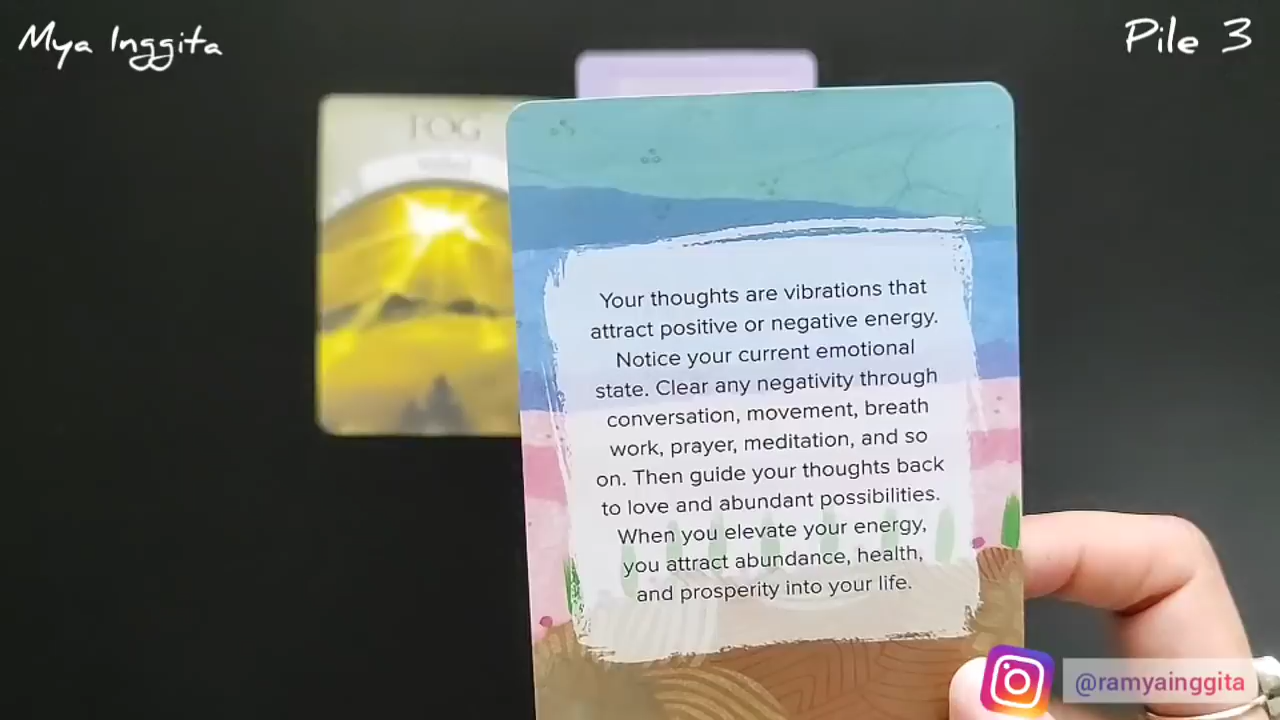 Mya Inggita
Pile 3
FOG
Your thoughts are vibrations that
attract positive or negative energy.
Notice your current emotional
state. Clear any negativity through
conversation, movement, breath
work, prayer, meditation, and so
on. Then guide your thoughts back
to love and abundant possibilities.
When you elevate your energy,
you attract abundance, health,
and prosperity into your life.
@ramyainggita